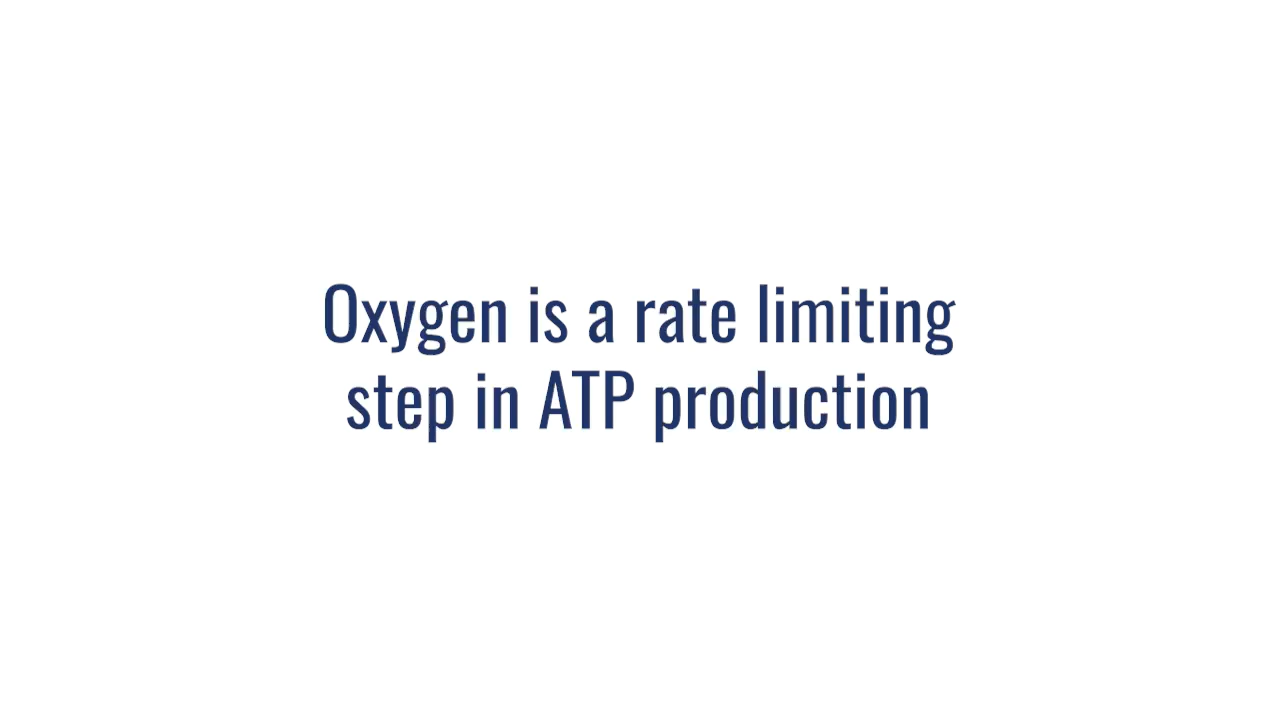 Oxygen is a rate limiting
step in ATP production